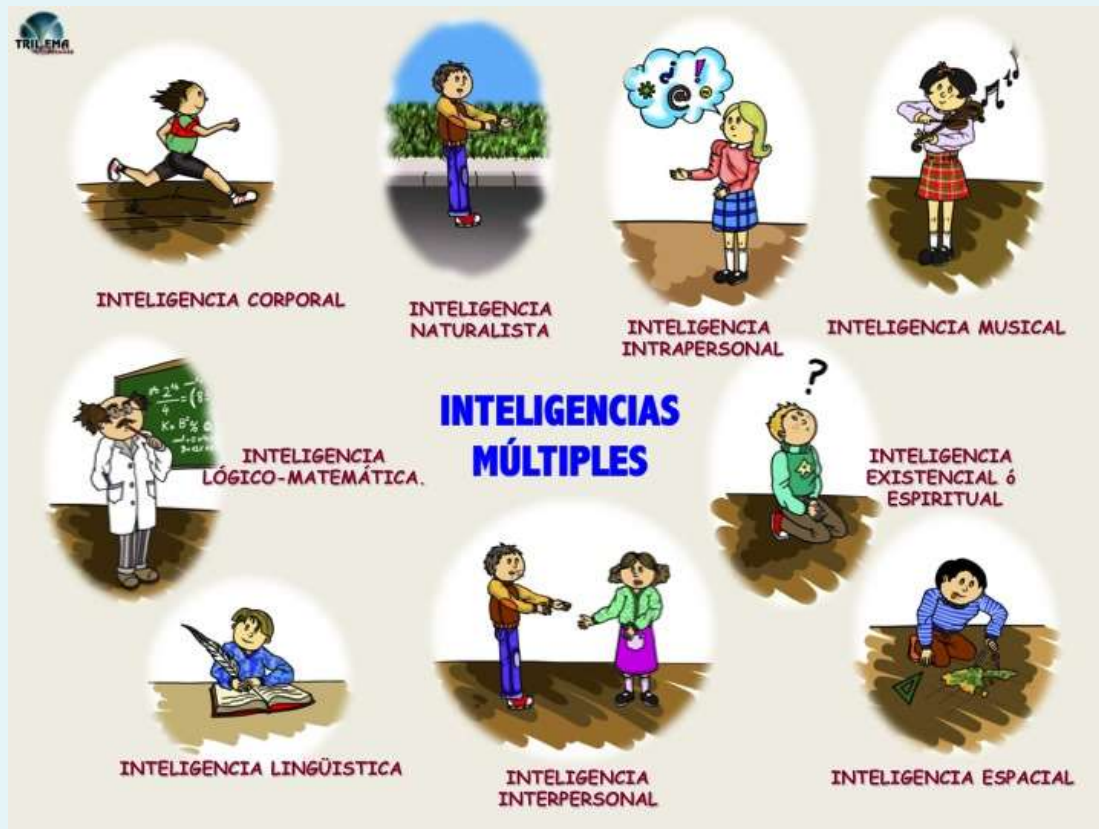 TRILEMA
INTELIGENCIA CORPORAL
INTELIGENCIA
NATURALISTA
INTELIGENCIA
INTRAPERSONAL
INTELIGENCIA MUSICAL
INTELIGENCIA
LÓGICO-MATEMÁTICA.
INTELIGENCIAS
MÚLTIPLES
?
INTELIGENCIA
EXISTENCIAL ó
ESPIRITUAL
INTELIGENCIA LINGÜISTICA
INTELIGENCIA
INTERPERSONAL
INTELIGENCIA ESPACIAL